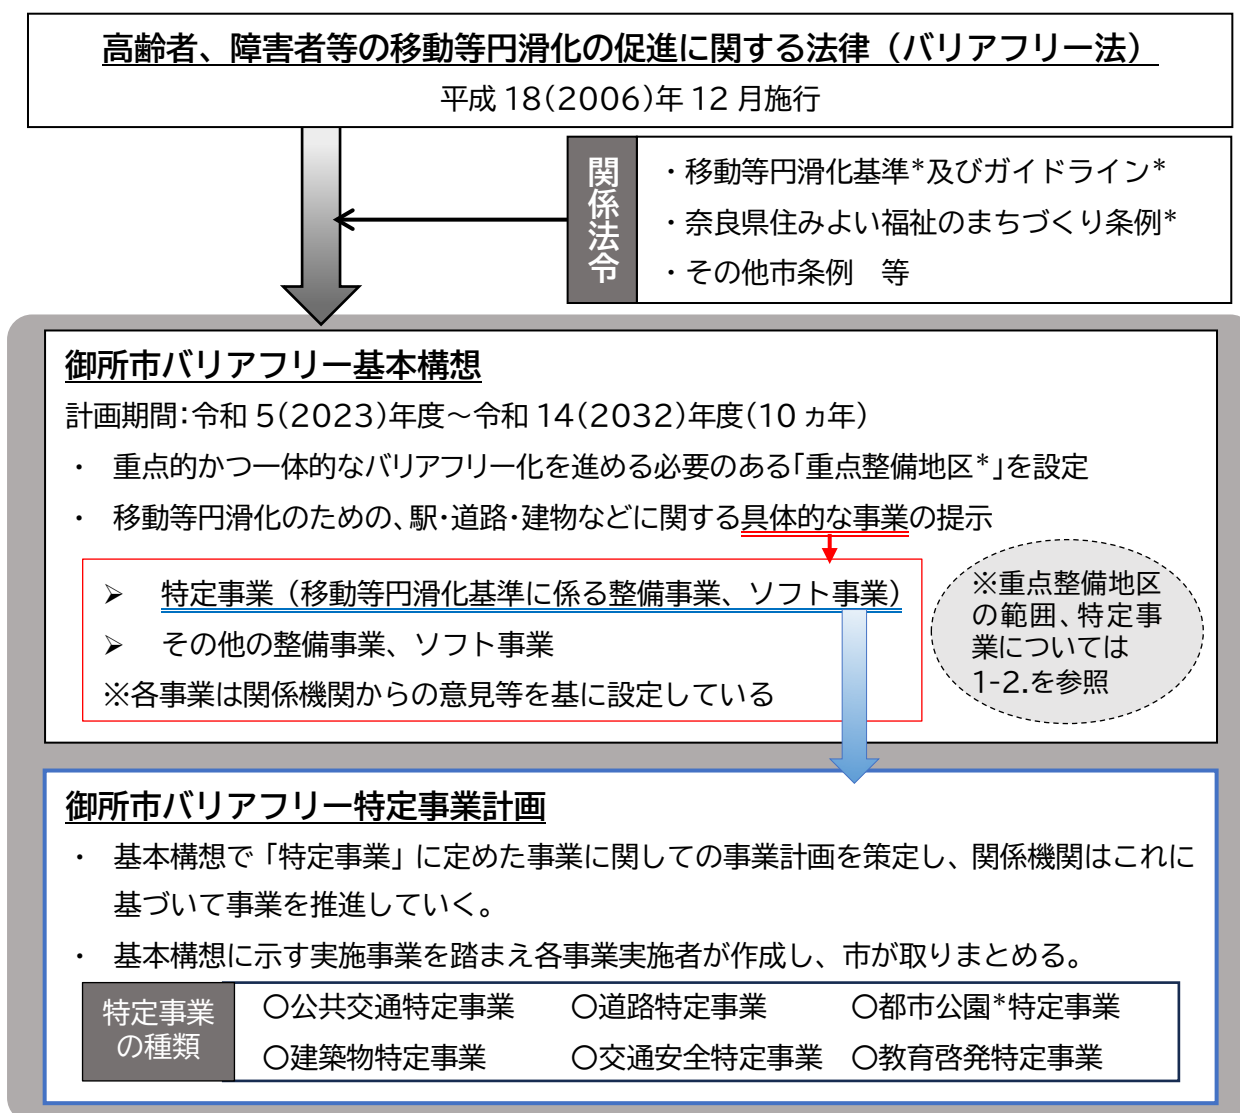 高齢者、障害者等の移動等円滑化の促進に関する法律（バリアフリー法）
平成 18(2006)年 12 月施行
関係法令
・移動等円滑化基準*及びガイドライン*
・奈良県住みよい福祉のまちづくり条例*
・その他市条例　等
御所市バリアフリー基本構想
計画期間：令和 5(2023)年度～令和 14(2032)年度(10 ヵ年)
・ 重点的かつ一体的なバリアフリー化を進める必要のある「重点整備地区*」を設定
・ 移動等円滑化のための、駅・道路・建物などに関する具体的な事業の提示
➢ 特定事業（移動等円滑化基準に係る整備事業、ソフト事業）
➢ その他の整備事業、ソフト事業
※各事業は関係機関からの意見等を基に設定している
※重点整備地区
の範囲、特定事
業については
1-2.を参照
御所市バリアフリー特定事業計画
・ 基本構想で「特定事業」に定めた事業に関しての事業計画を策定し、関係機関はこれに
基づいて事業を推進していく。
・ 基本構想に示す実施事業を踏まえ各事業実施者が作成し、市が取りまとめる。
特定事業
の種類
○公共交通特定事業 ○道路特定事業 ○都市公園*特定事業
○建築物特定事業 ○交通安全特定事業 ○教育啓発特定事業